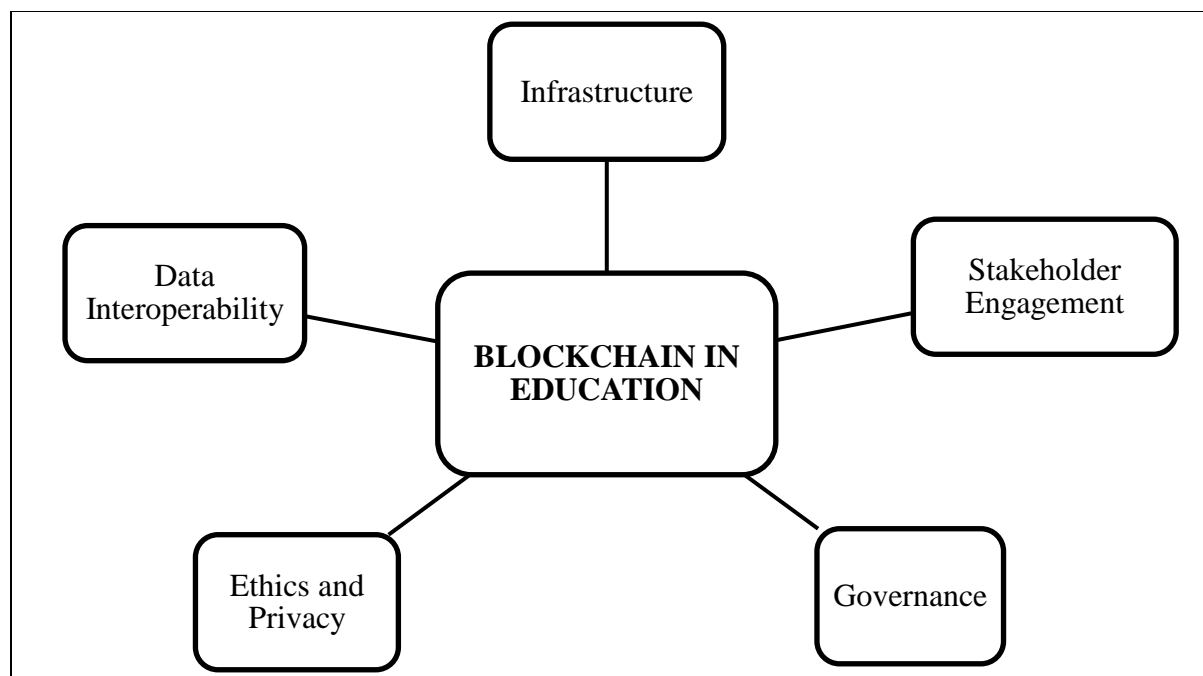 Infrastructure
Stakeholder
Engagement
Data
Interoperability
BLOCKCHAIN IN
EDUCATION
Ethics and
Privacy
Governance